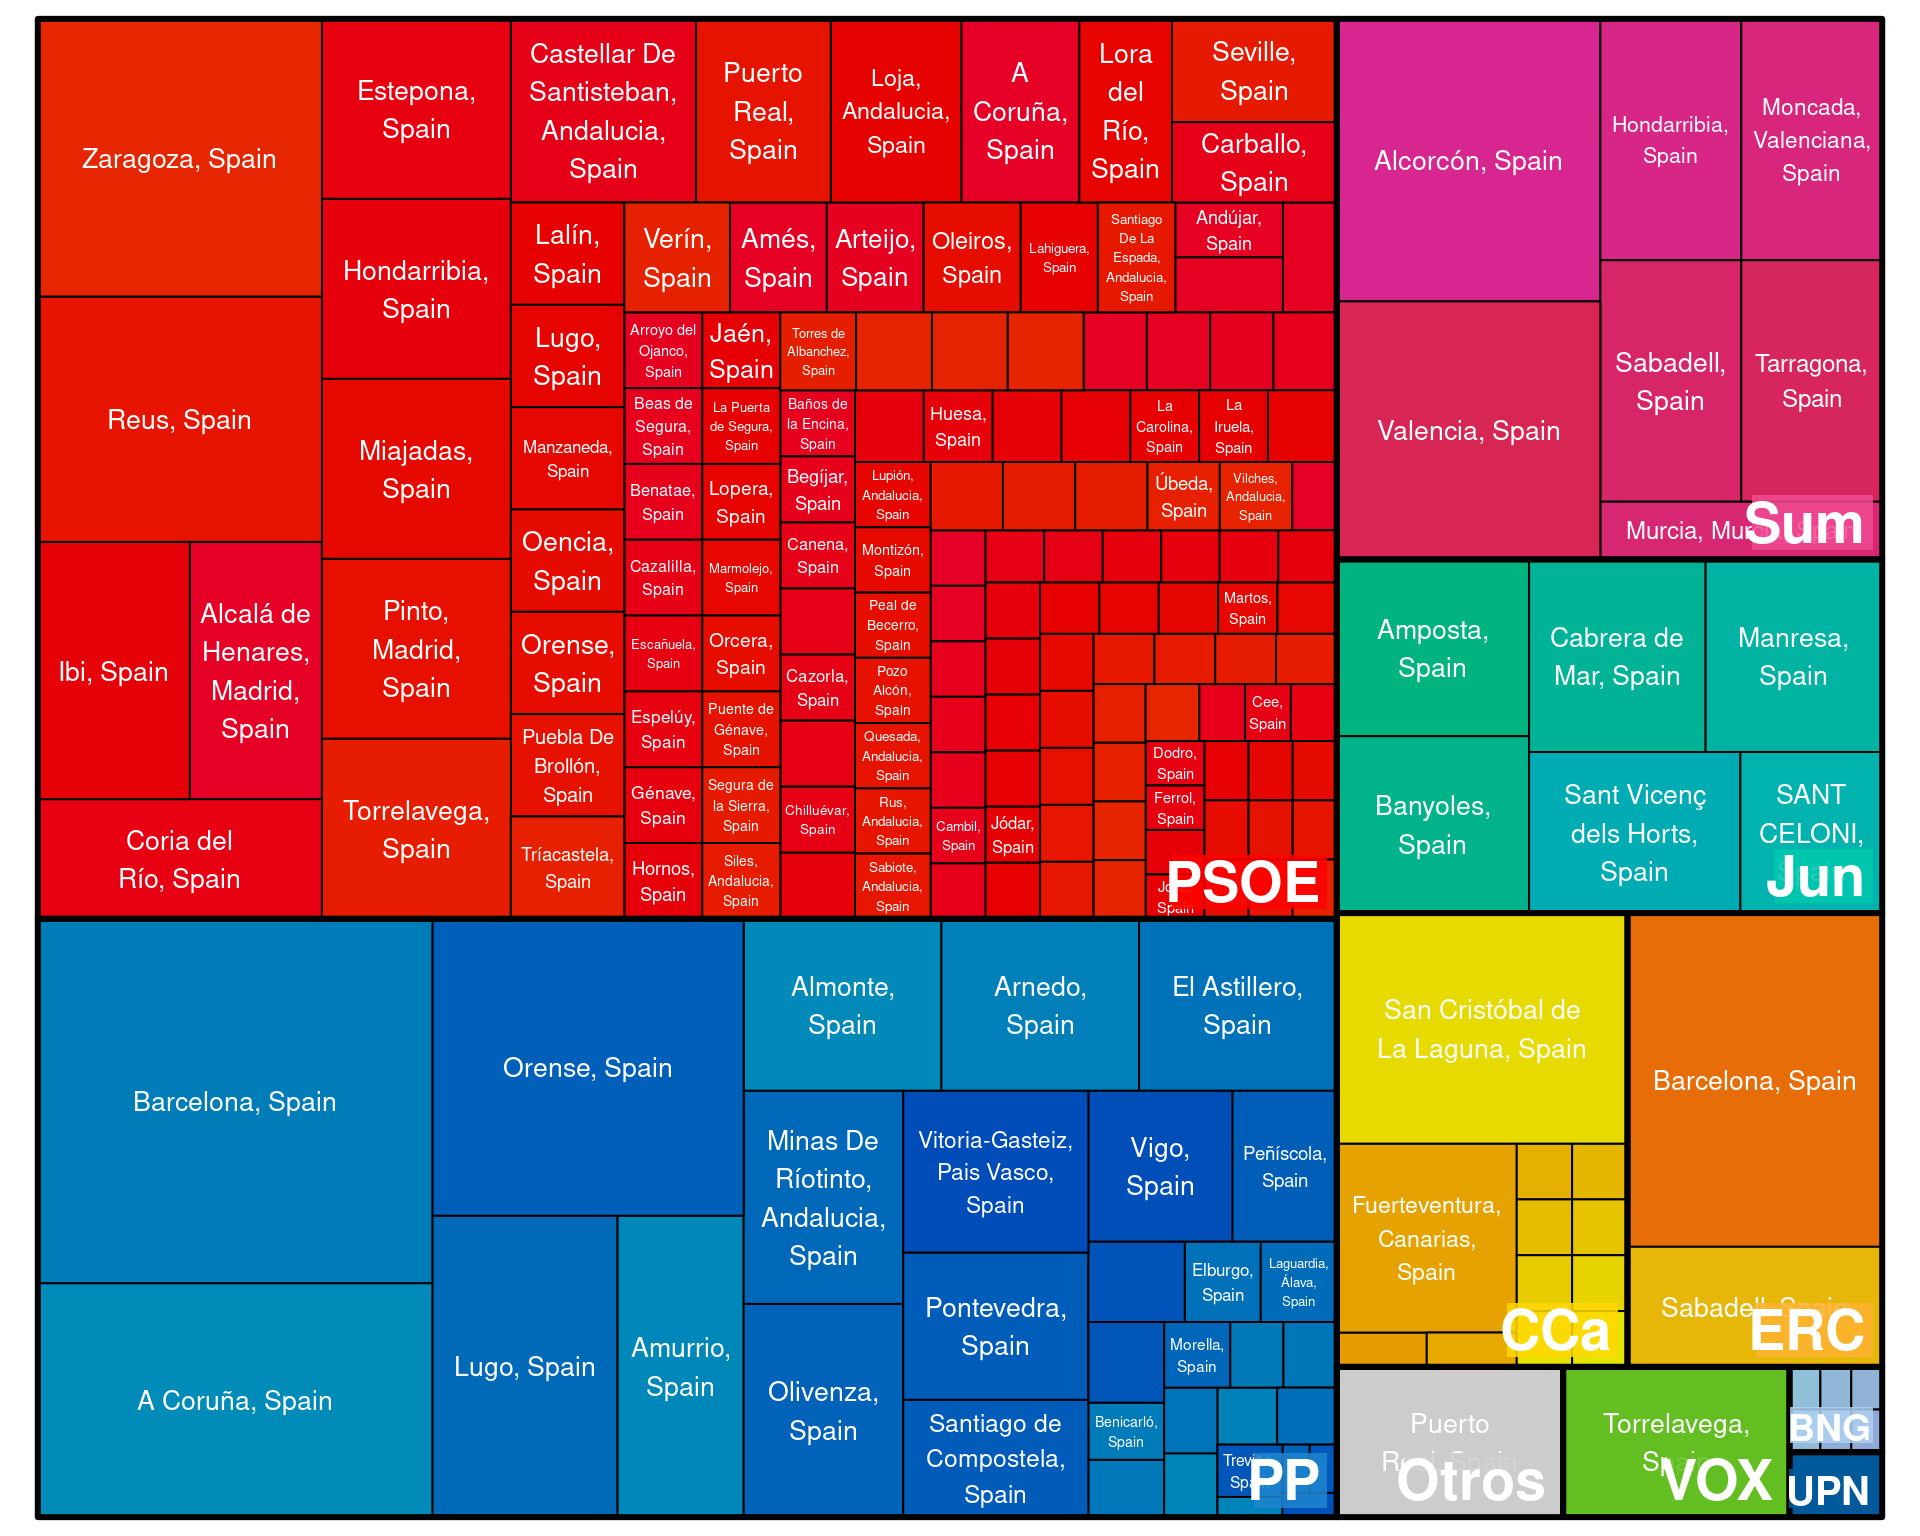 Zaragoza, Spain
Reus, Spain
Ibi, Spain
Alcalá de
Henares,
Madrid,
Spain
Coria del
Río, Spain
Estepona,
Spain
Hondarribia,
Spain
Miajadas,
Spain
Pinto,
Madrid,
Spain
Torrelavega,
Spain
Castellar De
Santisteban,
Andalucia,
Spain
Puerto
Real,
Spain
Loja,
Andalucia,
Spain
A
Coruña,
Spain
Lora
del
Río,
Spain
Seville,
Spain
Carballo,
Spain
Lalín,
Spain
Lugo,
Spain
Manzaneda,
Spain
Oencia,
Spain
Orense,
Spain
Puebla De
Brollón,
Spain
Tríacastela,
Spain
Verín,
Spain
Amés,
Spain
Arteijo,
Spain
Oleiros,
Spain
Lahiguera,
Spain
Santiago
De La
Espada,
Andalucia,
Spain
Andújar,
Spain
Arroyo del
Ojanco,
Spain
Beas de
Segura,
Spain
Benatae,
Spain
Cazalilla,
Spain
Escañuela,
Spain
Espelúy,
Spain
Génave,
Spain
Hornos,
Spain
Jaén,
Spain
La Puerta
de Segura,
Spain
Lopera,
Spain
Marmolejo,
Spain
Orcera,
Spain
Puente de
Génave,
Spain
Segura de
la Sierra,
Spain
Siles,
Andalucia,
Spain
Torres de
Albanchez,
Spain
Baños de
la Encina,
Spain
Begíjar,
Spain
Canena,
Spain
Cazorla,
Spain
Chilluévar,
Spain
Huesa,
Spain
La
Carolina,
Spain
La
Iruela,
Spain
Lupión,
Andalucia,
Spain
Montizón,
Spain
Peal de
Becerro,
Spain
Pozo
Alcón,
Spain
Quesada,
Andalucia,
Spain
Rus,
Andalucia,
Spain
Sabiote,
Andalucia,
Spain
Úbeda,
Spain
Vilches,
Andalucia,
Spain
Cambil,
Spain
Jódar,
Spain
Martos,
Spain
Cee,
Spain
Dodro,
Spain
Ferrol,
Spain
Spain
PSOE
Alcorcón, Spain
Valencia, Spain
Hondarribia,
Spain
Moncada,
Valenciana,
Spain
Sabadell,
Spain
Tarragona,
Spain
Murcia, Murcia, Spain
Sum
Amposta,
Spain
Banyoles,
Spain
Cabrera de
Mar, Spain
Manresa,
Spain
Sant Vicenç
dels Horts,
Spain
SANT
CELONI,
Jun
Barcelona, Spain
A Coruña, Spain
Orense, Spain
Lugo, Spain
Amurrio,
Spain
Almonte,
Spain
Arnedo,
Spain
El Astillero,
Spain
Minas De
Ríotinto,
Andalucia,
Spain
Olivenza,
Spain
Vitoria-Gasteiz,
Pais Vasco,
Spain
Pontevedra,
Spain
Santiago de
Compostela,
Spain
Vigo,
Spain
Peñíscola,
Spain
Elburgo,
Spain
Laguardia,
Álava,
Spain
Morella,
Spain
Benicarló,
Spain
Spain
PP
San Cristóbal de
La Laguna, Spain
Fuerteventura,
Canarias,
Spain
CCa
Barcelona, Spain
Sabadell, Spain
ERC
Puerto
Real, Spain
Otros
Torrelavega,
Spain
VOX
BNG
UPN